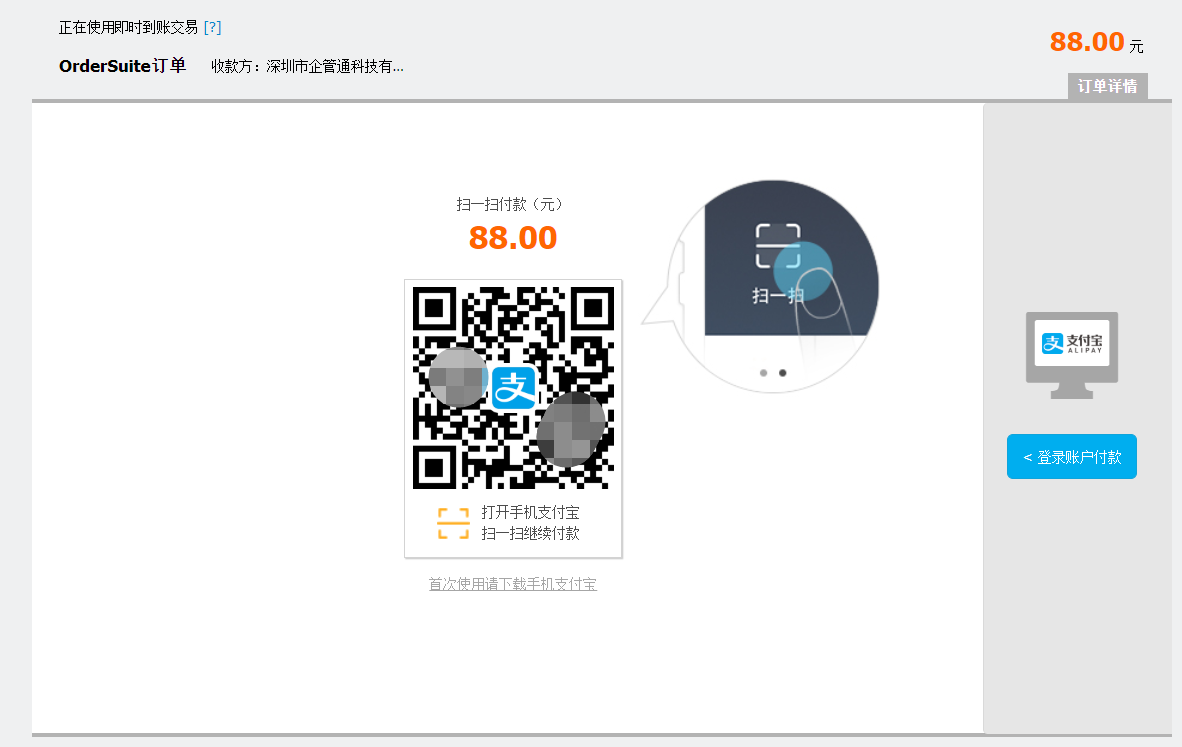 正在使用即时到账交易 [?]
OrderSuite订单 收款方：深圳市企管通科技有...
88.00 元
订单详情
扫一扫付款（元）
88.00
支
打开手机支付宝
扫一扫继续付款
首次使用请下载手机支付宝
扫一扫
支 支付宝
ALIPAY
< 登录账户付款